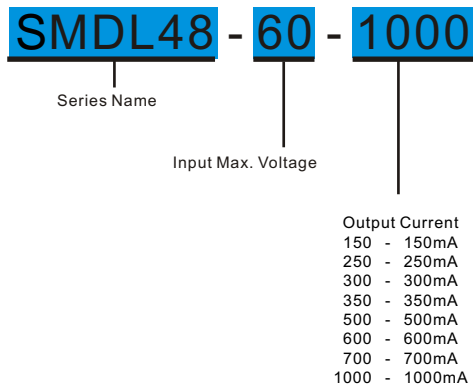 SMDL48 - 60 - 1000
Series Name
Input Max. Voltage
Output Current
150 - 150mA
250 - 250mA
300 - 300mA
350 - 350mA
500 - 500mA
600 - 600mA
700 - 700mA
1000 - 1000mA